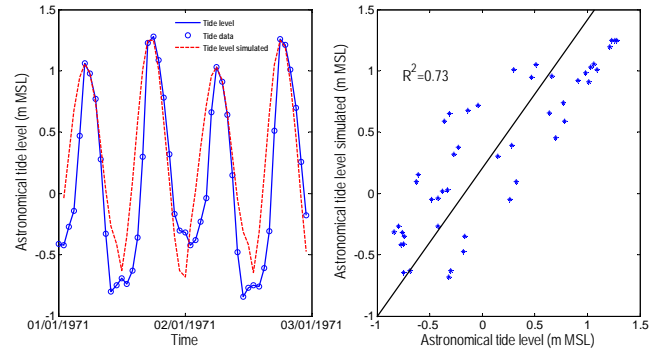 1.5
1
0.5
0
-0.5
-1
Astronomical tide level (m MSL)
Tide level
Tide data
Tide level simulated
01/01/1971
02/01/1971
03/01/1971
Time
1.5
1
0.5
0
-0.5
-1
Astronomical tide level simulated (m MSL)
R²=0.73
-1
-0.5
0
0.5
1
1.5
Astronomical tide level (m MSL)